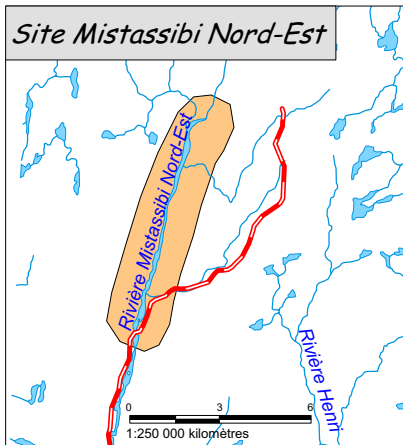 Site Mistassibi Nord-Est
Rivière Mistassibi Nord-Est
Rivière Henri
0 3 6
1:250 000 kilomètres